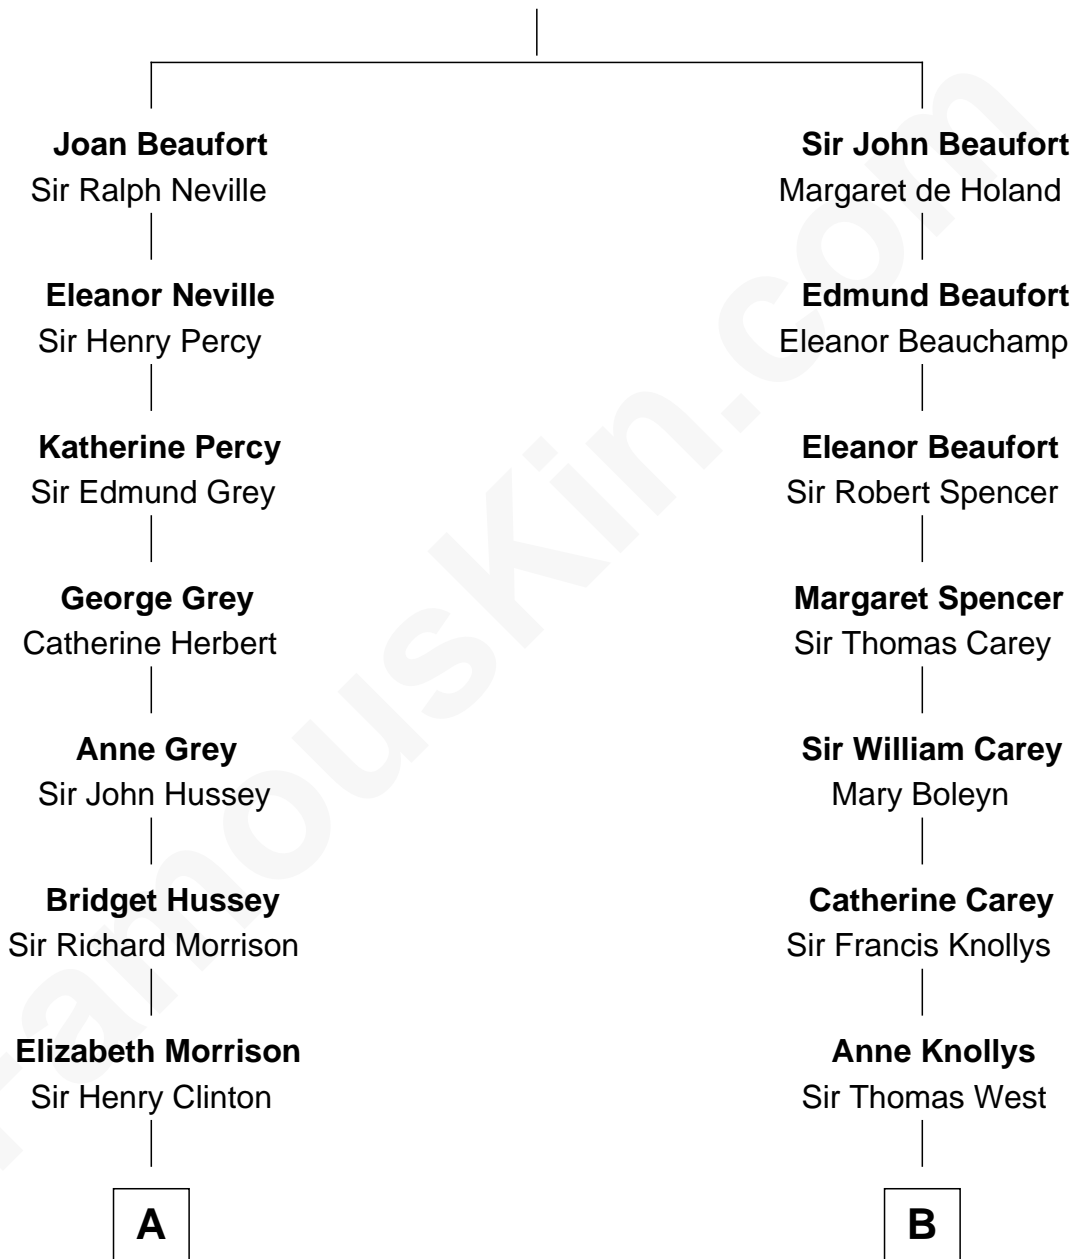 Joan Beaufort
Sir Ralph Neville
Eleanor Neville
Sir Henry Percy
Katherine Percy
Sir Edmund Grey
George Grey
Catherine Herbert
Anne Grey
Sir John Hussey
Bridget Hussey
Sir Richard Morrison
Elizabeth Morrison
Sir Henry Clinton
A
Sir John Beaufort
Margaret de Holand
Edmund Beaufort
Eleanor Beauchamp
Eleanor Beaufort
Sir Robert Spencer
Margaret Spencer
Sir Thomas Carey
Sir William Carey
Mary Boleyn
Catherine Carey
Sir Francis Knollys
Anne Knollys
Sir Thomas West
B
FamousKin.com